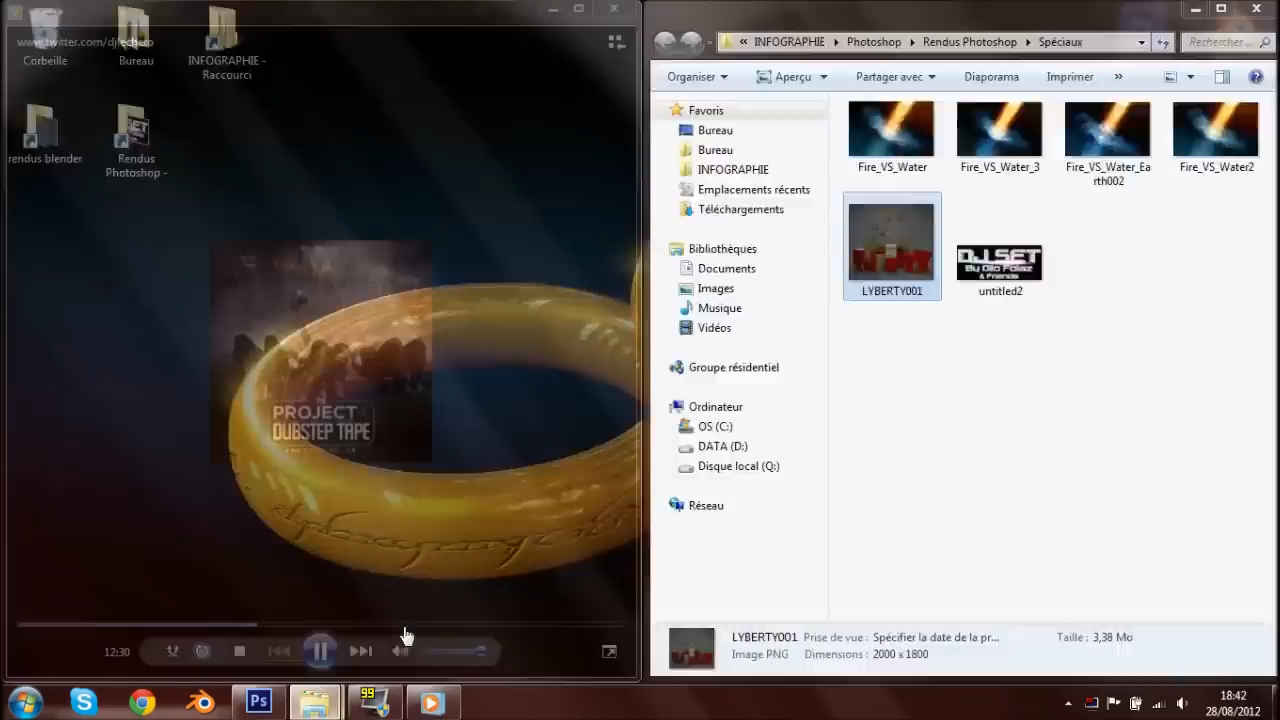 www.twitter.com/djfechero
Corbeille
Bureau
INFOGRAPHIE -
Raccourci
rendus blender
Rendus
Photoshop -
PROJECT
DUBSTEP TAPE
12:30
« INFOGRAPHIE ▸ Photoshop ▸ Rendus Photoshop ▸ Spéciaux
Rechercher...
Organiser
Aperçu
Partager avec
Diaporama
Imprimer
»
Favoris
Bureau
Bureau
INFOGRAPHIE
Emplacements récents
Téléchargements
Bibliothèques
Documents
Images
Musique
Vidéos
Groupe résidentiel
Ordinateur
OS (C:)
DATA (D:)
Disque local (Q:)
Réseau
Fire_VS_Water
Fire_VS_Water_3
Fire_VS_Water_Ea
rth002
Fire_VS_Water2
LYBERTY001
DJ SET
& Friends
untitled2
LYBERTY001 Prise de vue : Spécifier la date de la pr... Taille : 3,38 Mo
Image PNG Dimensions : 2000 x 1800
Ps
99
18:42
28/08/2012